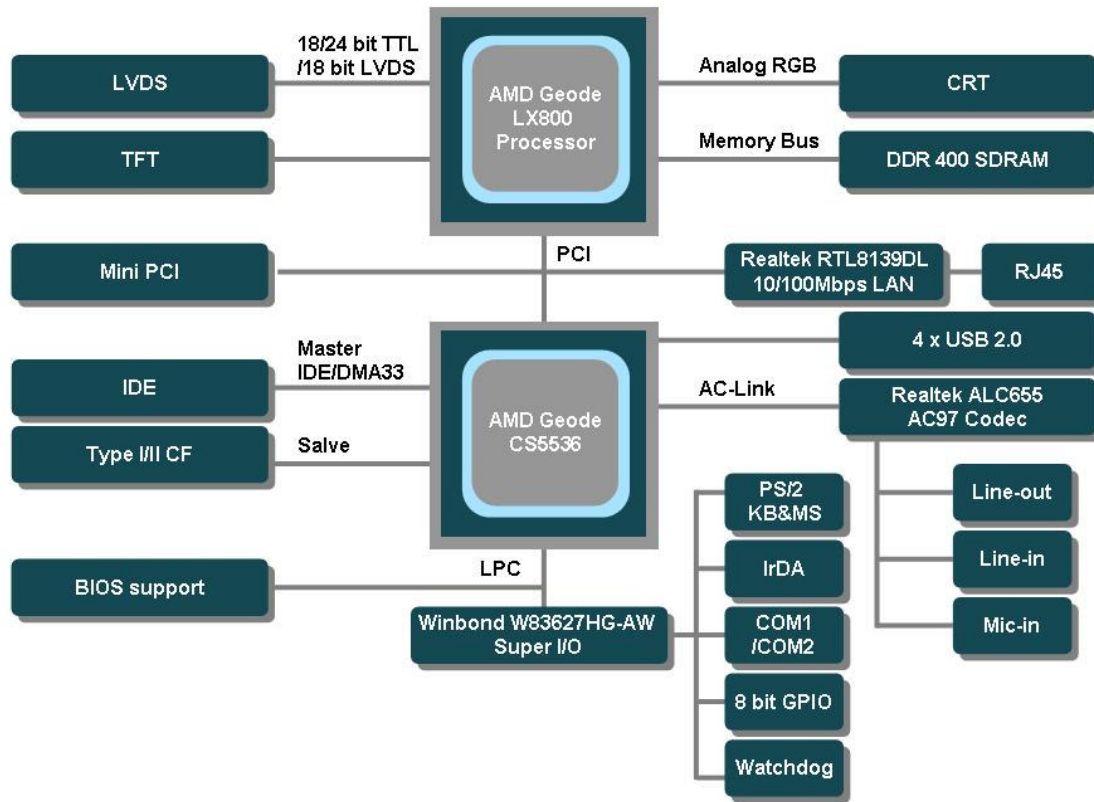 18/24 bit TTL
/18 bit LVDS
LVDS
TFT
AMD Geode
LX800
Processor
Analog RGB
CRT
Memory Bus
DDR 400 SDRAM
PCI
Mini PCI
Realtek RTL8139DL
10/100Mbps LAN
RJ45
4 x USB 2.0
Master
IDE/DMA33
IDE
AMD Geode
CS5536
AC-Link
Realtek ALC655
AC97 Codec
Type I/II CF
Salve
PS/2
KB&MS
Line-out
IrDA
Line-in
BIOS support
LPC
Winbond W83627HG-AW
Super I/O
COM1
/COM2
Mic-in
8 bit GPIO
Watchdog